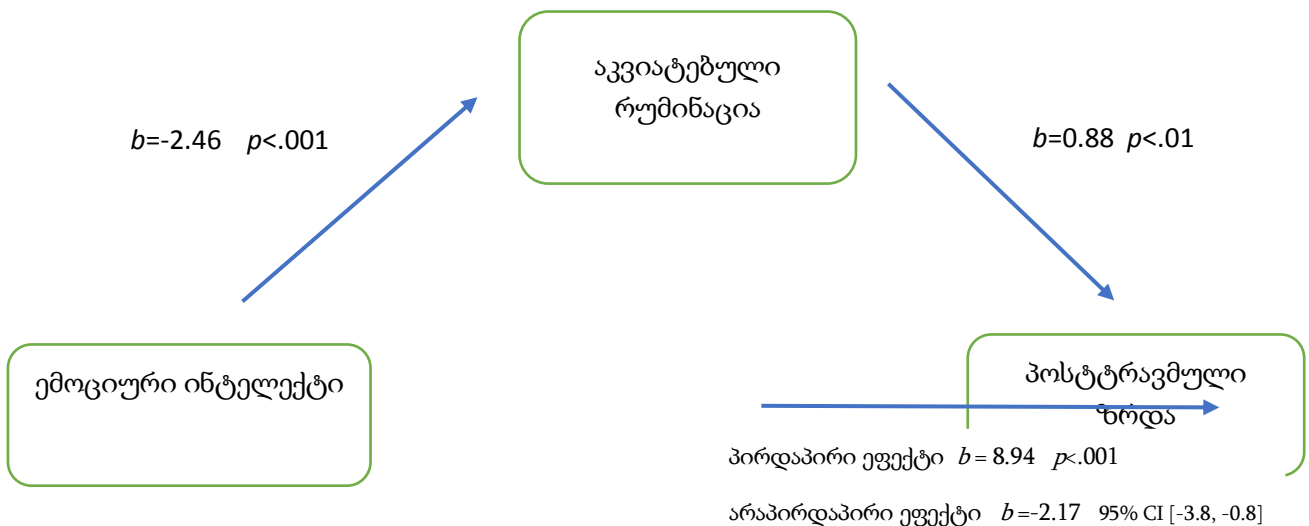 აკვიატებული
რუმინაცია
b=-2.46 p<.001
b=0.88 p<.01
ემოციური ინტელექტი
პოსტტრავმული
ზრდა
პირდაპირი ეფექტი b = 8.94 p<.001
არაპირდაპირი ეფექტი b =-2.17 95% CI [-3.8, -0.8]